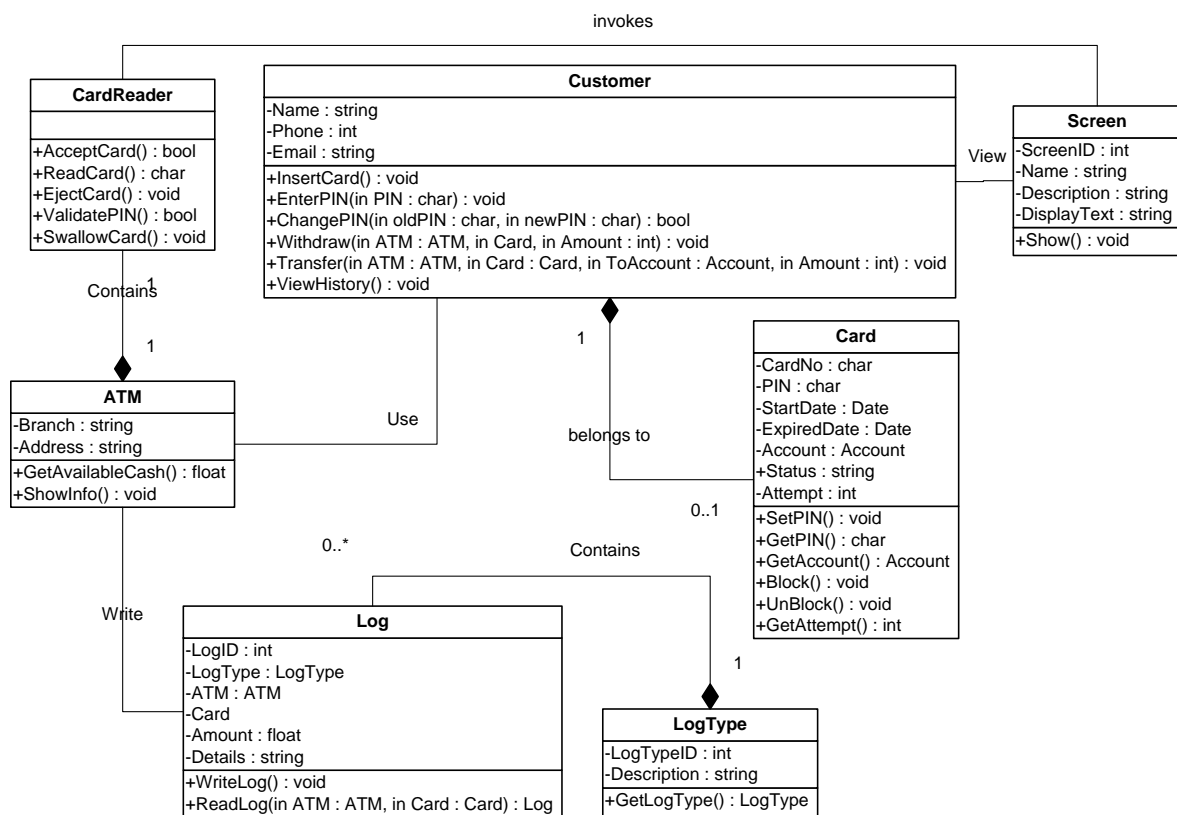 invokes
CardReader
+AcceptCard() : bool
+ReadCard() : char
+EjectCard() : void
+ValidatePIN() : bool
+SwallowCard() : void
Customer
-Name : string
-Phone : int
-Email : string
+InsertCard() : void
+EnterPIN(in PIN : char) : void
+ChangePIN(in oldPIN : char, in newPIN : char) : bool
+Withdraw(in ATM : ATM, in Card, in Amount : int) : void
+Transfer(in ATM : ATM, in Card : Card, in ToAccount : Account, in Amount : int) : void
+ViewHistory() : void
View
Screen
-ScreenID : int
-Name : string
-Description : string
-DisplayText : string
+Show() : void
1
Contains
1
ATM
-Branch : string
-Address : string
+GetAvailableCash() : float
+ShowInfo() : void
Use
1
belongs to
0..1
Card
-CardNo : char
-PIN : char
-StartDate : Date
-ExpiredDate : Date
-Account : Account
+Status : string
-Attempt : int
+SetPIN() : void
+GetPIN() : char
+GetAccount() : Account
+Block() : void
+UnBlock() : void
+GetAttempt() : int
Write
0..*
Contains
1
Log
-LogID : int
-LogType : LogType
-ATM : ATM
-Card
-Amount : float
-Details : string
+WriteLog() : void
+ReadLog(in ATM : ATM, in Card : Card) : Log
LogType
-LogTypeID : int
-Description : string
+GetLogType() : LogType